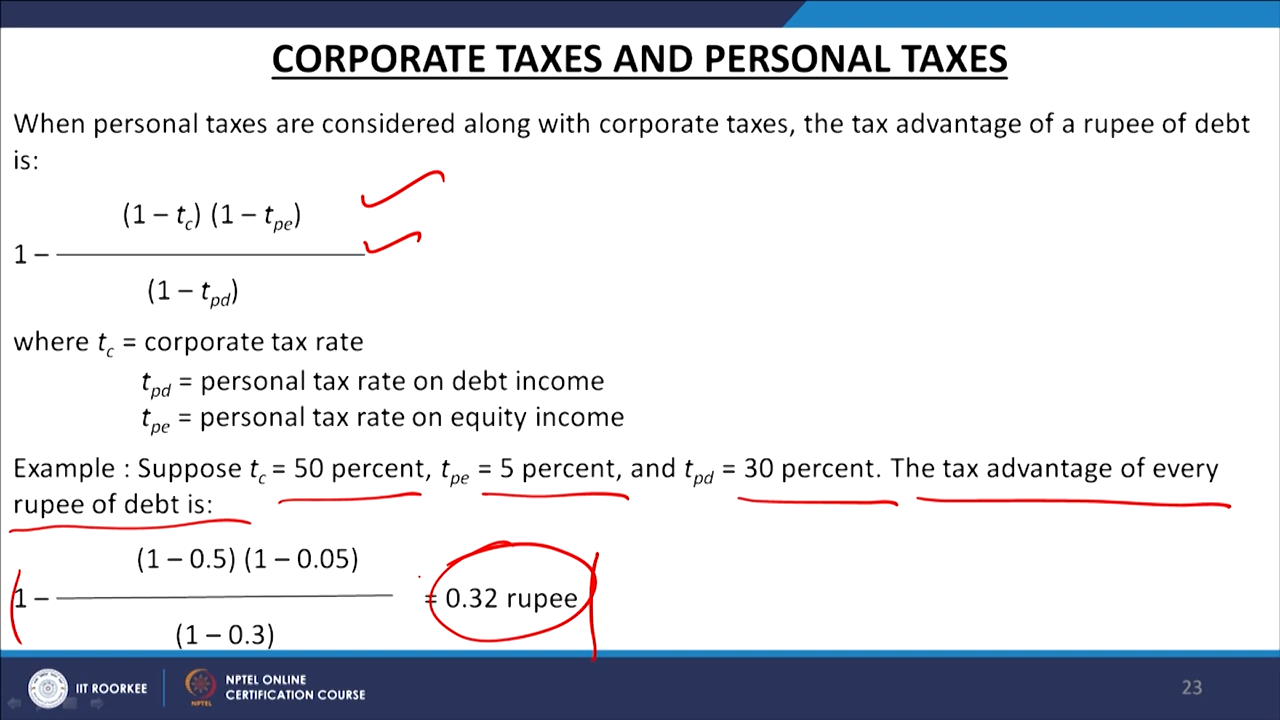 CORPORATE TAXES AND PERSONAL TAXES
When personal taxes are considered along with corporate taxes, the tax advantage of a rupee of debt
is:
(1 – tc) (1 – tpe)
1 –
(1 – tpd)
where tc = corporate tax rate
tpd = personal tax rate on debt income
tpe = personal tax rate on equity income
Example : Suppose tc = 50 percent, tpe = 5 percent, and tpd = 30 percent. The tax advantage of every
rupee of debt is:
(1 – 0.5) (1 – 0.05)
1 – = 0.32 rupee
(1 – 0.3)
IIT ROORKEE
NPTEL
NPTEL ONLINE
CERTIFICATION COURSE
23